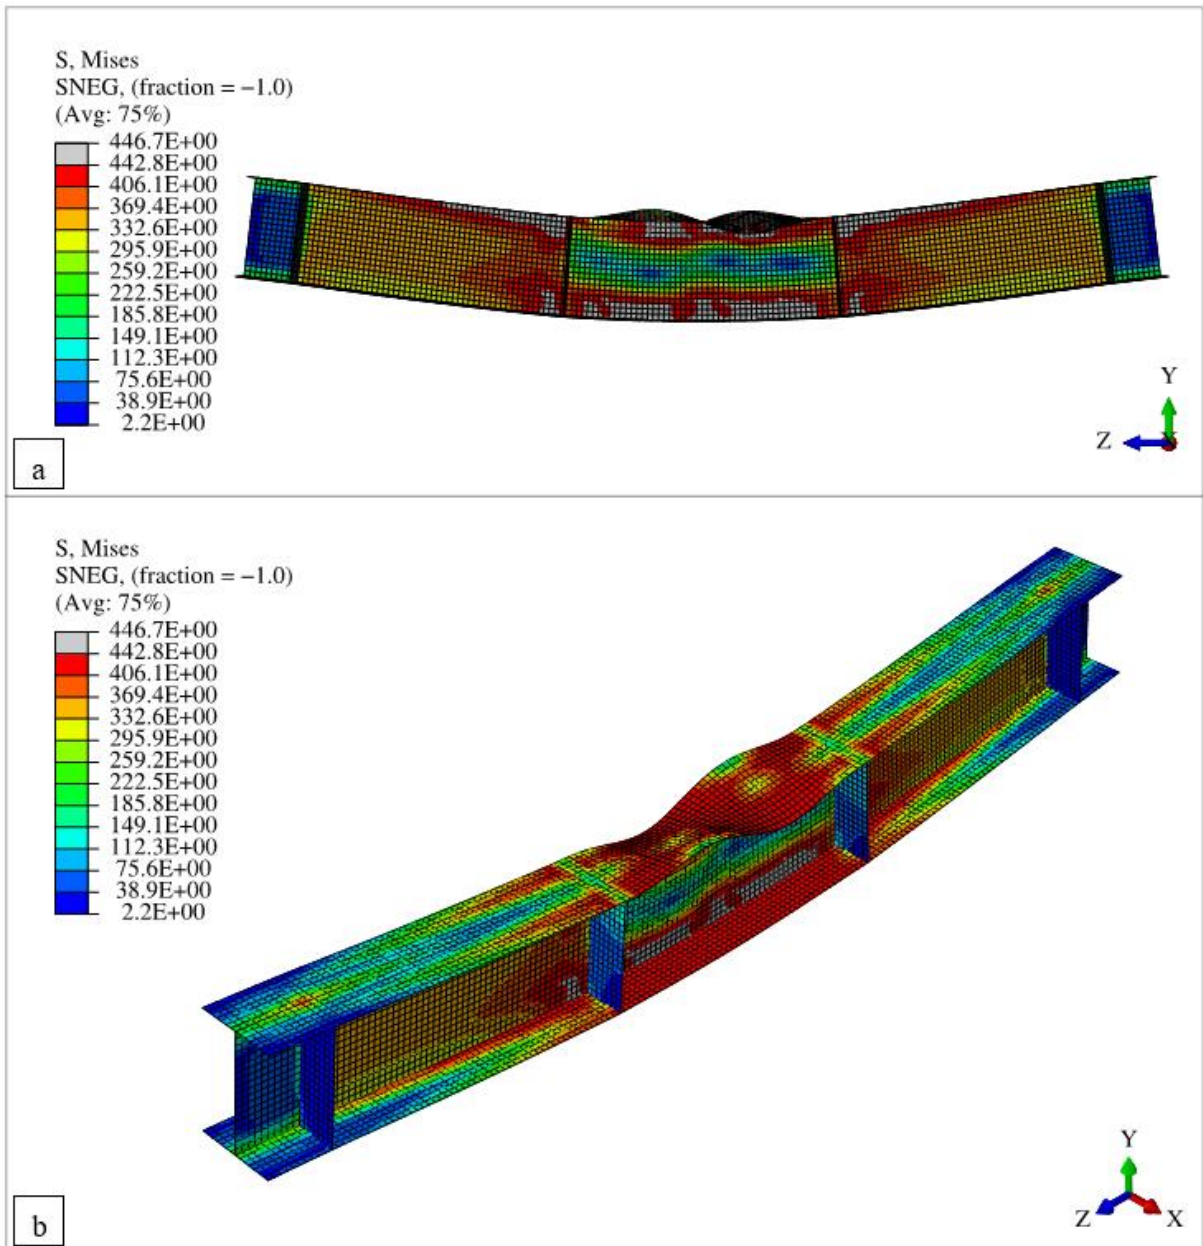 S, Mises
SNEG, (fraction = −1.0)
(Avg: 75%)
446.7E+00
442.8E+00
406.1E+00
369.4E+00
332.6E+00
295.9E+00
259.2E+00
222.5E+00
185.8E+00
149.1E+00
112.3E+00
75.6E+00
38.9E+00
2.2E+00
Y
Z
X
a
S, Mises
SNEG, (fraction = −1.0)
(Avg: 75%)
446.7E+00
442.8E+00
406.1E+00
369.4E+00
332.6E+00
295.9E+00
259.2E+00
222.5E+00
185.8E+00
149.1E+00
112.3E+00
75.6E+00
38.9E+00
2.2E+00
Y
Z X
b